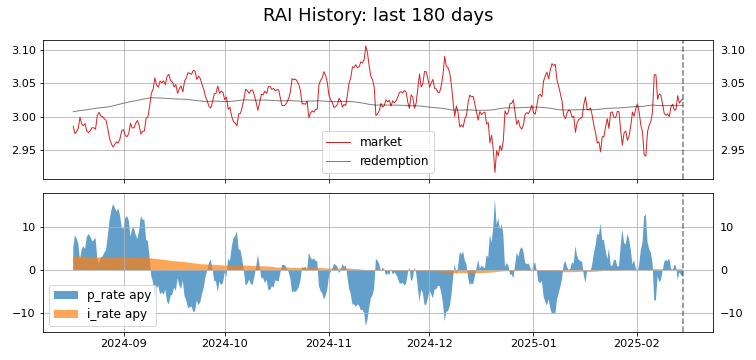 RAI History: last 180 days
3.10 3.10
3.05 3.05
3.00 3.00
2.95 2.95
market
redemption
10 10
0 0
−10 −10
p_rate apy
i_rate apy
2024-09 2024-10 2024-11 2024-12 2025-01 2025-02